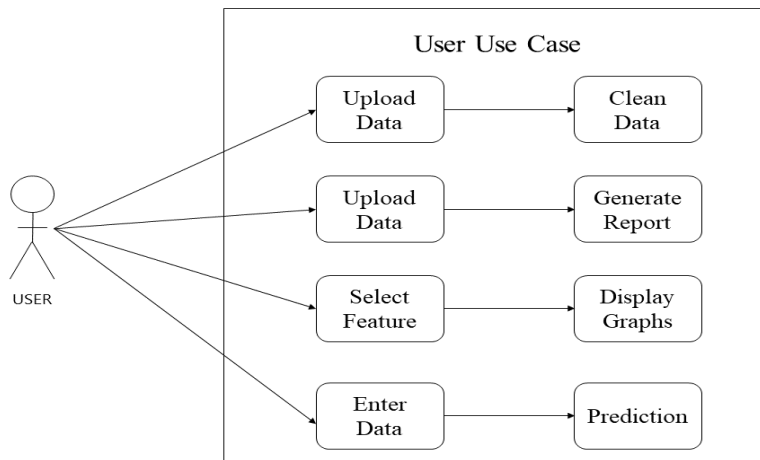 User Use Case
Upload
Data
Clean
Data
Upload
Data
Generate
Report
USER
Select
Feature
Display
Graphs
Enter
Data
Prediction